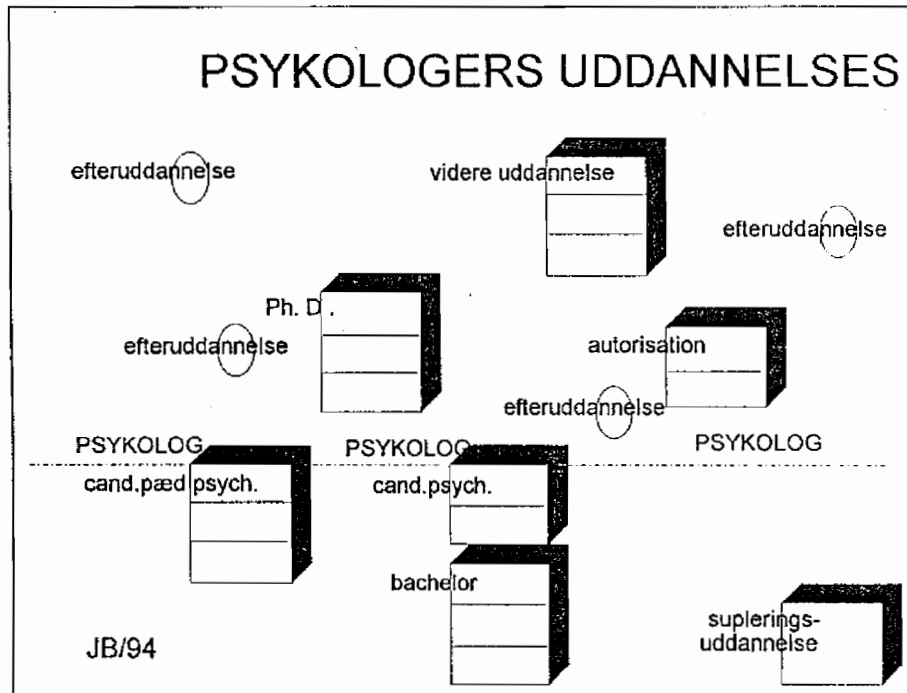 PSYKOLOGERS UDDANNELSES
efteruddannelse
videre uddannelse
efteruddannelse
Ph. D.
efteruddannelse
autorisation
efteruddannelse
PSYKOLOG
PSYKOLOG
PSYKOLOG
cand.pæd psych.
cand.psych.
bachelor
suplerings-
uddannelse
JB/94